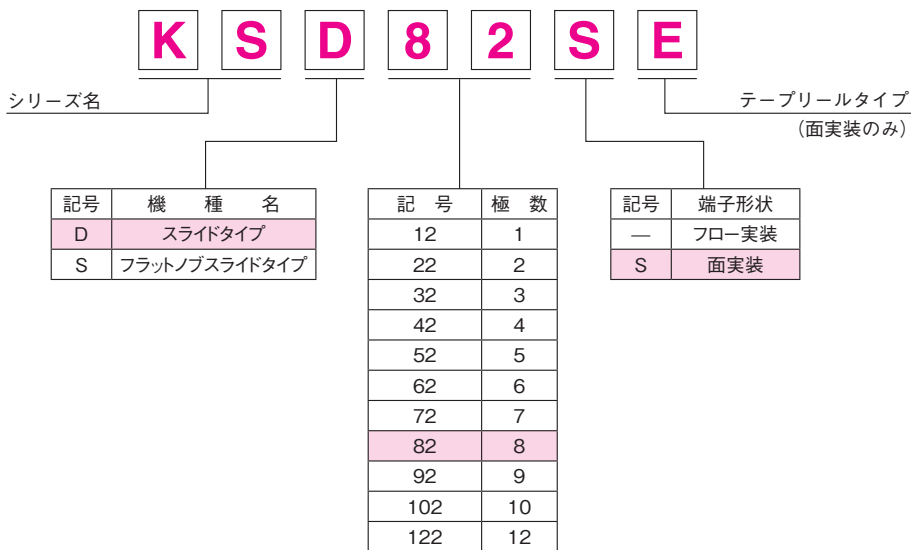 KSD82SE
シリーズ名
テープリールタイプ
(面実装のみ)
記号 機種名
D スライドタイプ
S フラットノブスライドタイプ
記号 極数
12 1
22 2
32 3
42 4
52 5
62 6
72 7
82 8
92 9
102 10
122 12
記号 端子形状
— フロー実装
S 面実装